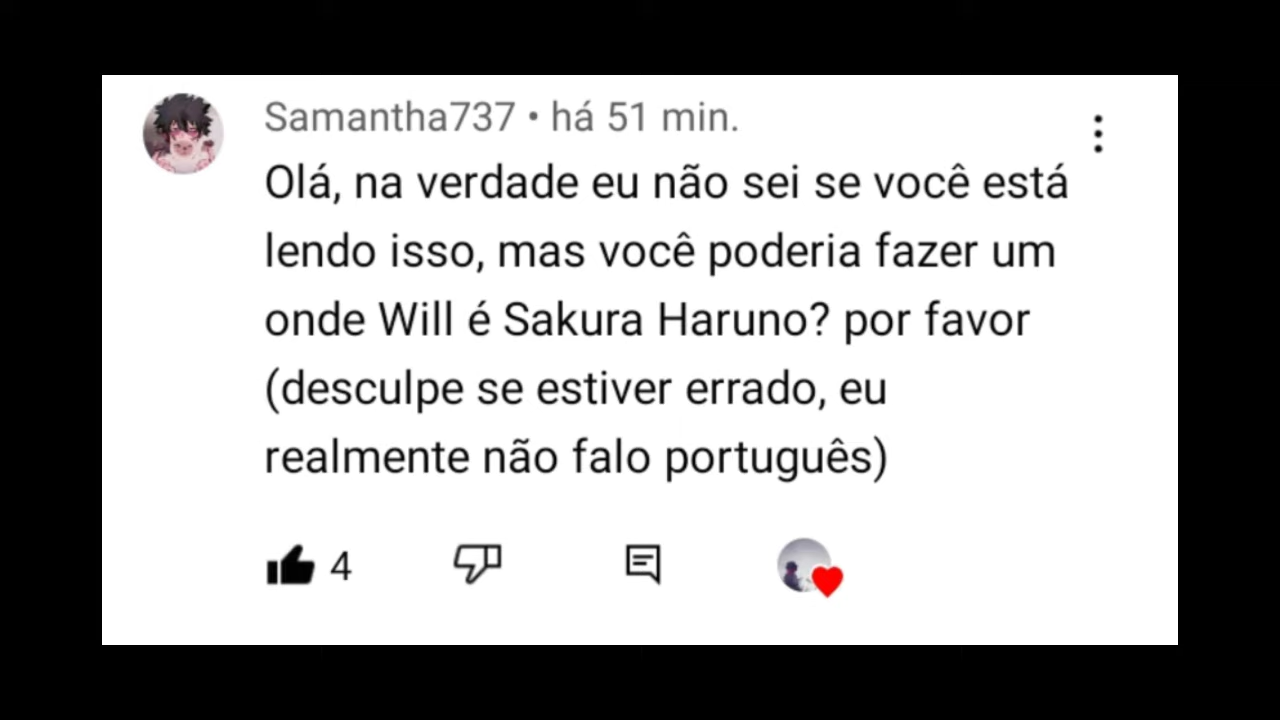 Samantha737 • há 51 min.
Olá, na verdade eu não sei se você está
lendo isso, mas você poderia fazer um
onde Will é Sakura Haruno? por favor
(desculpe se estiver errado, eu
realmente não falo português)
4